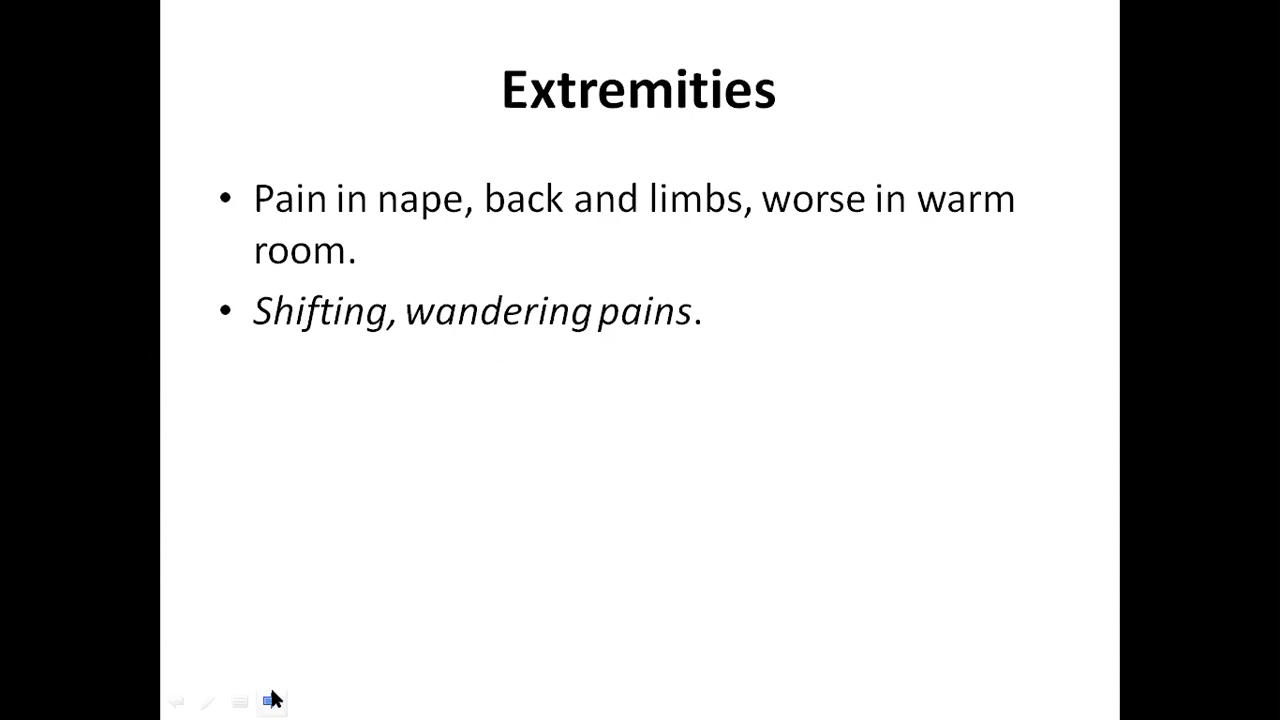 Extremities
• Pain in nape, back and limbs, worse in warm
room.
• Shifting, wandering pains.